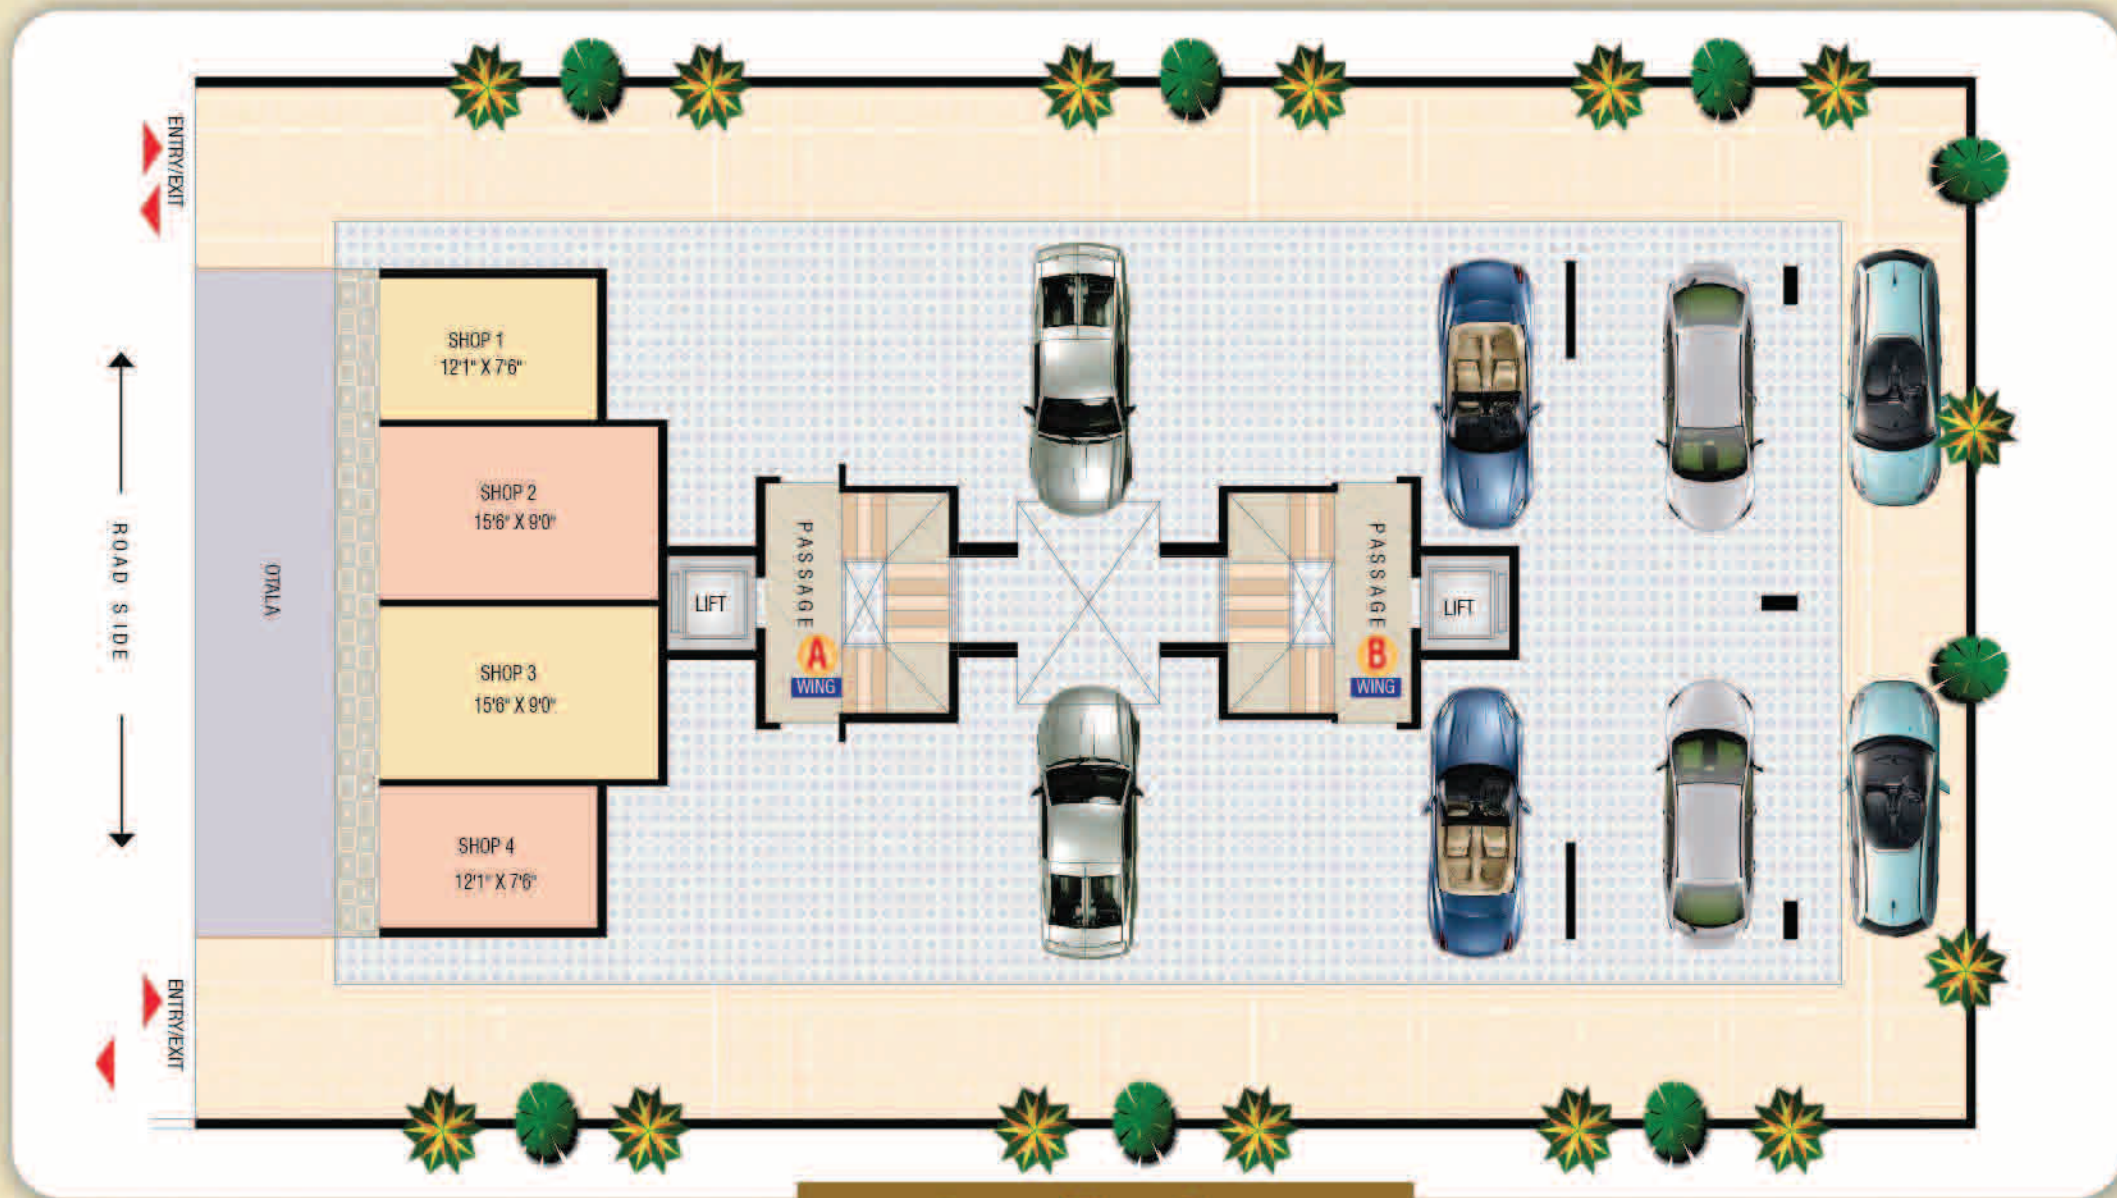 ENTRY/EXIT
ROAD SIDE
OTALA
SHOP 1
12'1" X 7'6"
SHOP 2
15'6" X 9'0"
SHOP 3
15'6" X 9'0"
SHOP 4
12'1" X 7'6"
LIFT
PASSAGE
A
WING
PASSAGE
B
WING
LIFT
ENTRY/EXIT